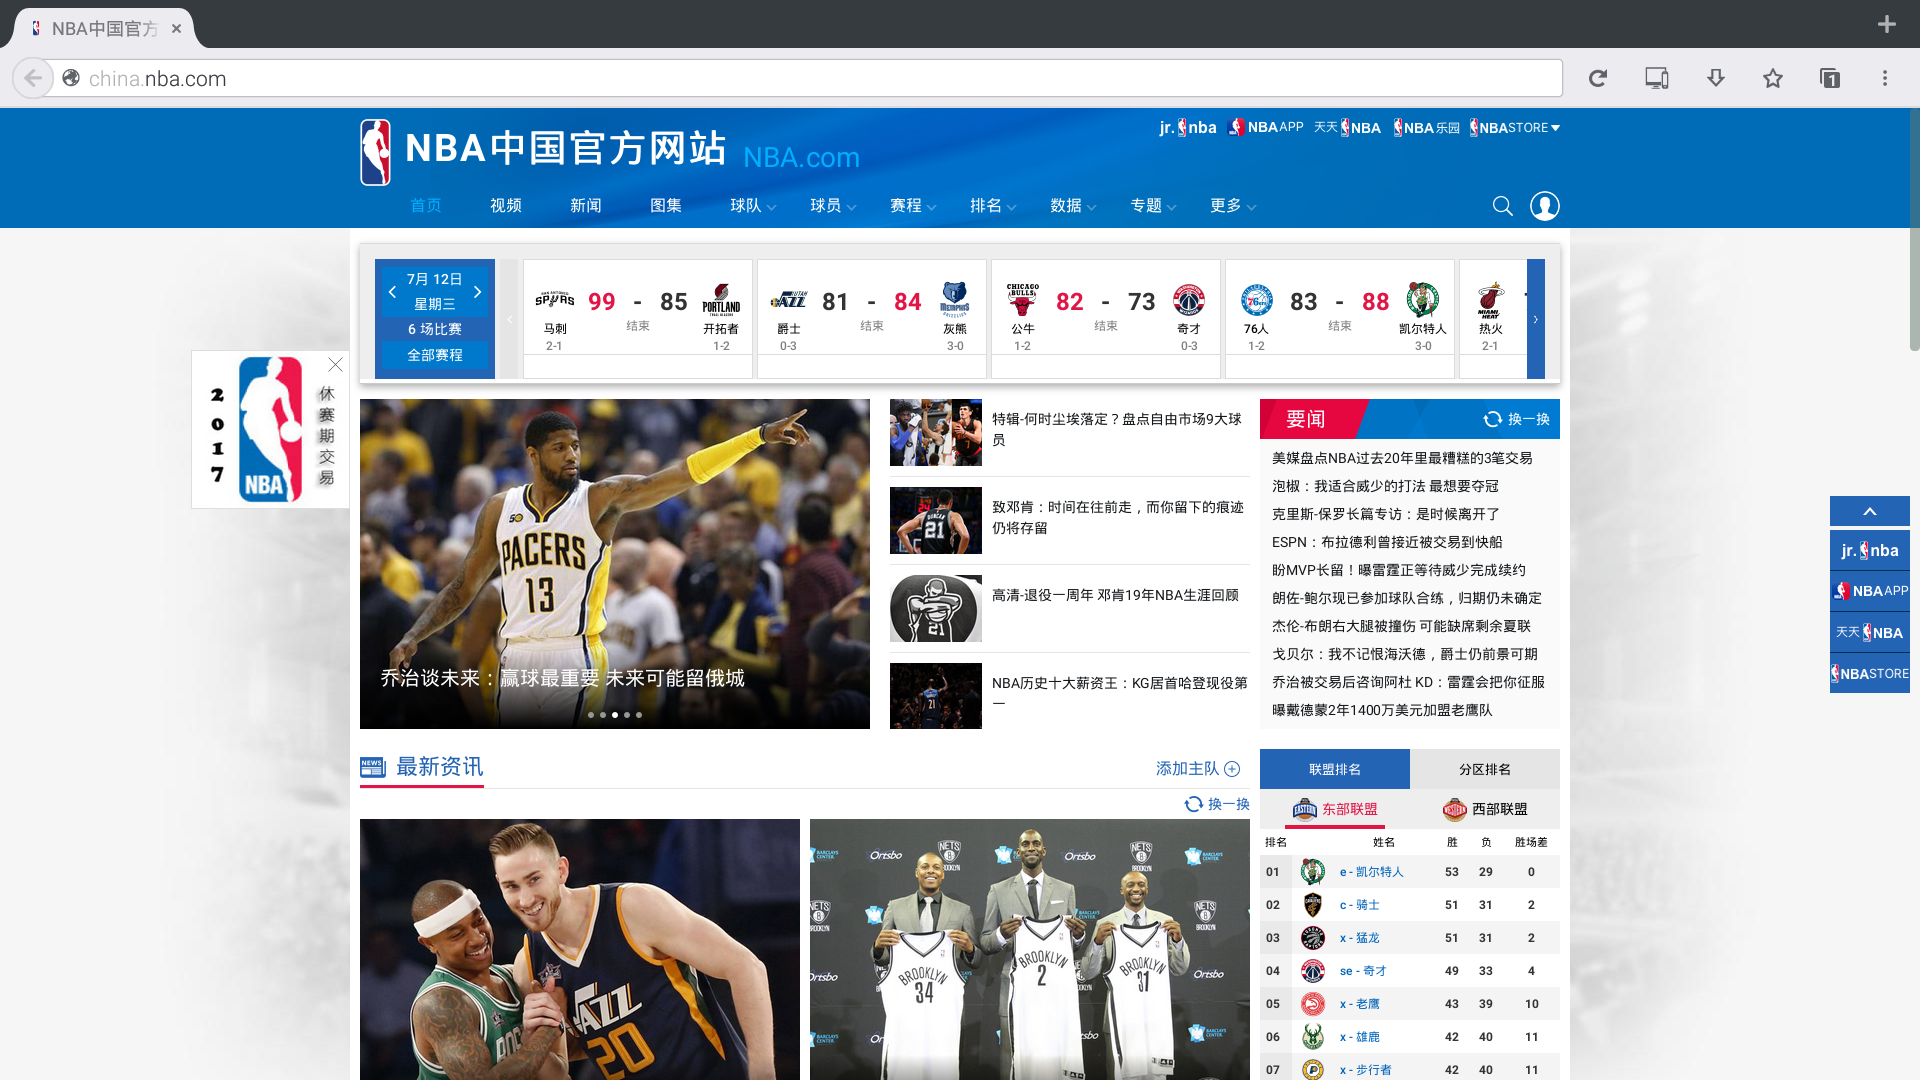 NBA中国官方
china.nba.com
1
NBA中国官方网站 NBA.com
jr. nba NBAAPP 天天 NBA NBA乐园 NBASTORE
首页 视频 新闻 图集 球队 球员 赛程 排名 数据 专题 更多
7月 12日
星期三
6 场比赛
全部赛程
99 - 85
结束
马刺 开拓者
2-1 1-2
81 - 84
结束
爵士 灰熊
0-3 3-0
82 - 73
结束
公牛 奇才
1-2 0-3
83 - 88
结束
76人 凯尔特人
1-2 3-0
热火
2-1
2017
NBA
休赛期交易
PACERS
13
乔治谈未来：赢球最重要 未来可能留俄城
特辑-何时尘埃落定？盘点自由市场9大球
员
致邓肯：时间在往前走，而你留下的痕迹
仍将存留
高清-退役一周年 邓肯19年NBA生涯回顾
NBA历史十大薪资王：KG居首哈登现役第
一
要闻 换一换
美媒盘点NBA过去20年里最糟糕的3笔交易
泡椒：我适合威少的打法 最想要夺冠
克里斯-保罗长篇专访：是时候离开了
ESPN：布拉德利曾接近被交易到快船
盼MVP长留！曝雷霆正等待威少完成续约
朗佐-鲍尔现已参加球队合练，归期仍未确定
杰伦-布朗右大腿被撞伤 可能缺席剩余夏联
戈贝尔：我不记恨海沃德，爵士仍前景可期
乔治被交易后咨询阿杜 KD：雷霆会把你征服
曝戴德蒙2年1400万美元加盟老鹰队
jr. nba
NBAAPP
天天 NBA
NBASTORE
NEWS 最新资讯 添加主队
换一换
JAZZ
20
BROOKLYN 34
BROOKLYN 2
BROOKLYN 31
联盟排名 分区排名
东部联盟 西部联盟
排名 姓名 胜 负 胜场差
01 e - 凯尔特人 53 29 0
02 c - 骑士 51 31 2
03 x - 猛龙 51 31 2
04 se - 奇才 49 33 4
05 x - 老鹰 43 39 10
06 x - 雄鹿 42 40 11
07 x - 步行者 42 40 11